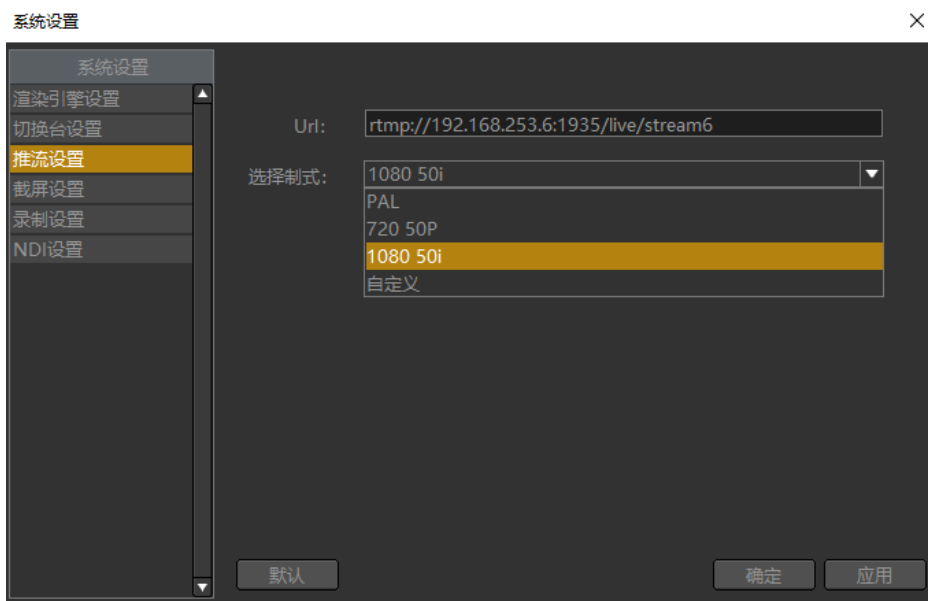 系统设置
系统设置
渲染引擎设置
切换台设置
推流设置
截屏设置
录制设置
NDI设置
Url:
rtmp://192.168.253.6:1935/live/stream6
选择制式:
1080 50i
PAL
720 50P
1080 50i
自定义
默认
确定
应用